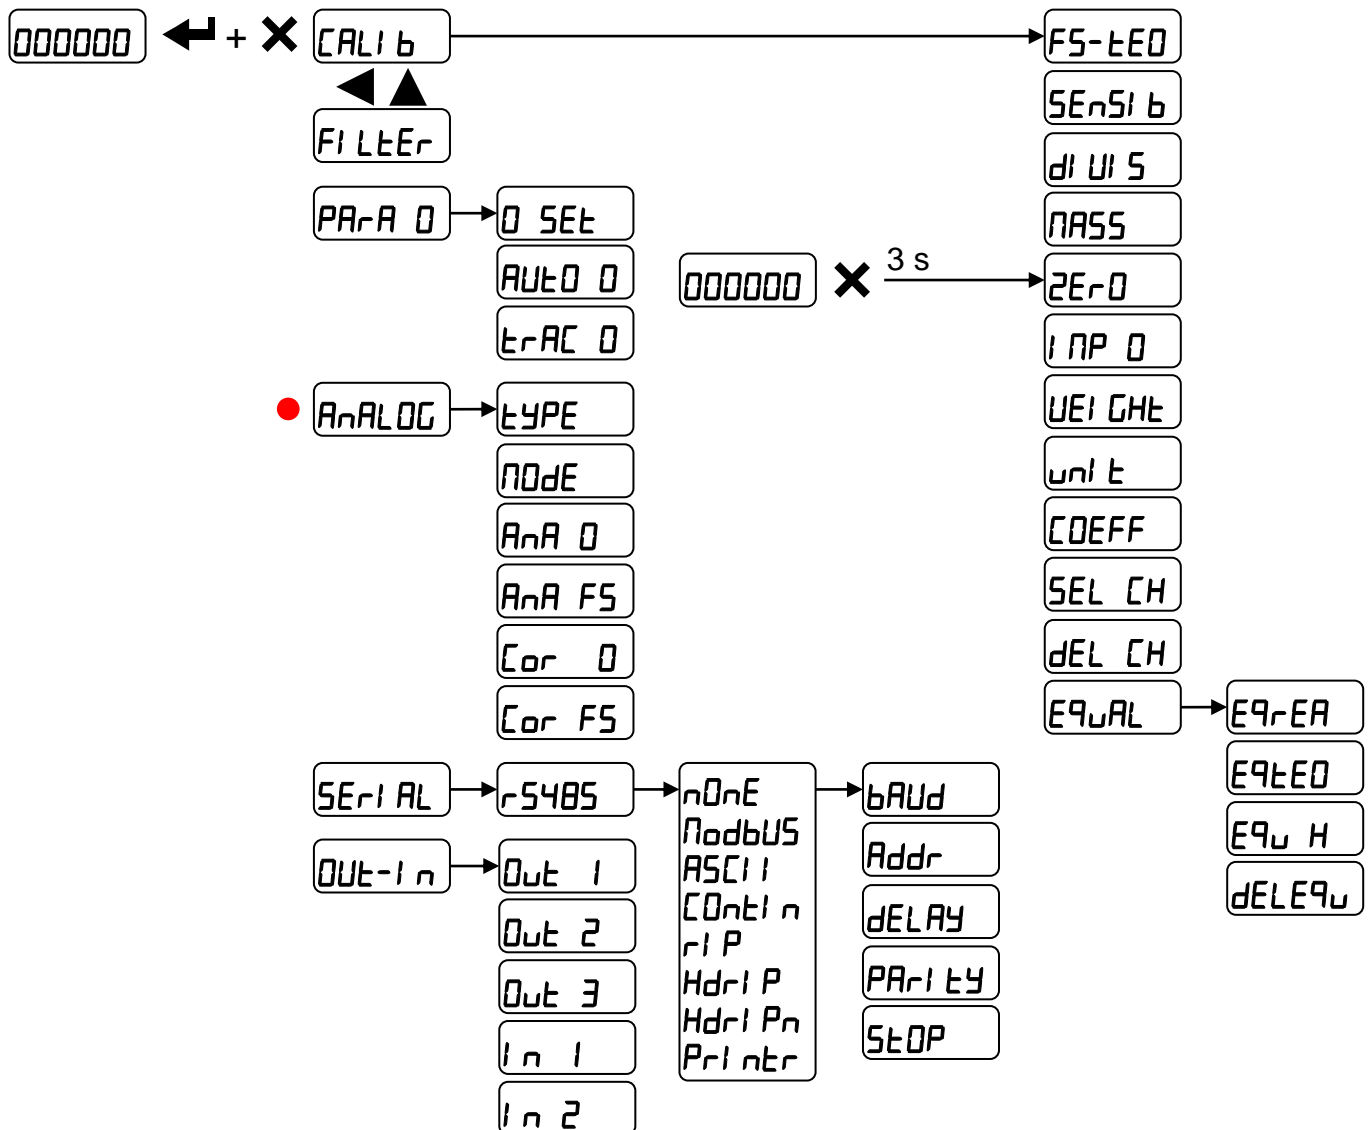 000000 + CALIb
FILtEr
PArA 0
0 SEt
AUtO 0
trAC 0
AnALOG
tYPE
MOdE
AnA 0
AnA FS
Cor 0
Cor FS
SErIAL
rS485
nOnE
ModbUS
ASCII
COntIn
rIP
HdrIP
HdrIPn
PrIntr
bAUd
Addr
dELAY
PArItY
StOP
OUt-In
Out 1
Out 2
Out 3
In 1
In 2
000000
3 s
FS-tEO
SEnSIb
dIUIS
MASS
ZErO
IMP 0
UEIGHt
unIt
COEFF
SEL CH
dEL CH
EquAL
EqrEA
EqtEO
Equ H
dELEqu